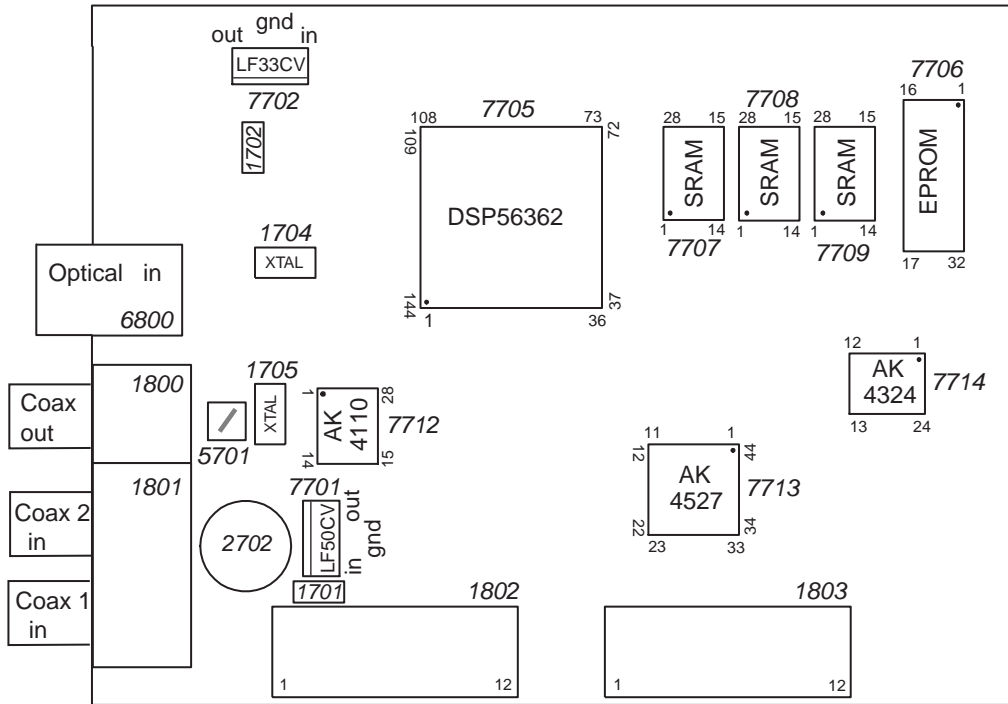 out gnd in
LF33CV
7702
1702
7705
108 73
109 72
DSP56362
144 37
1 36
7706
16 1
EPROM
17 32
7708
28 15 28 15 28 15
SRAM SRAM SRAM
1 14 1 14 1 14
7707 7709
1704
XTAL
Optical in
6800
1800
Coax
out
1705
XTAL
5701
1 28
AK
4110
7712
14 15
12 1
AK
4324
7714
13 24
1801
Coax 2
in
2702
7701
LF50CV
out
gnd
in
1701
11 1
12 44
AK
4527
7713
22 34
23 33
Coax 1
in
1802
1 12
1803
1 12